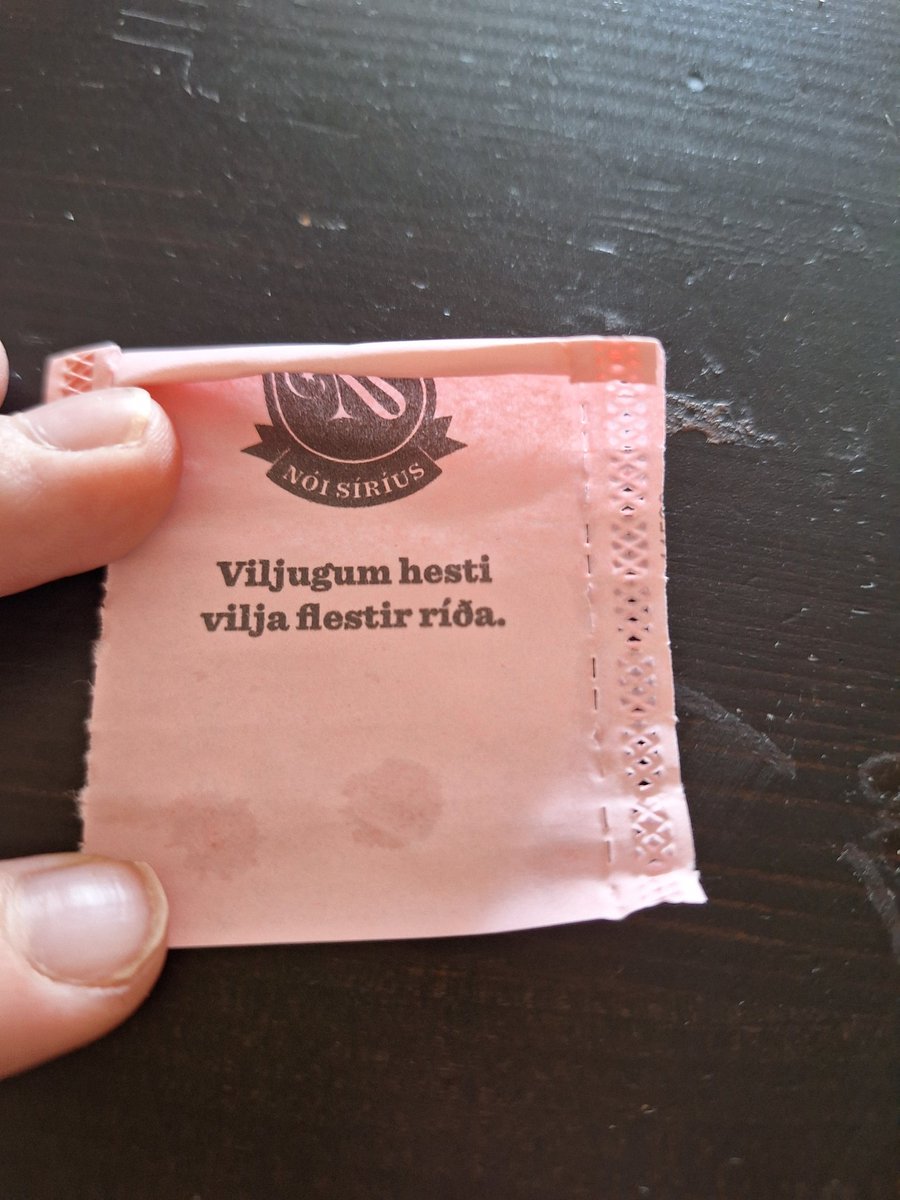 NÓI SÍRÍUS
Viljugum hesti
vilja flestir ríða.